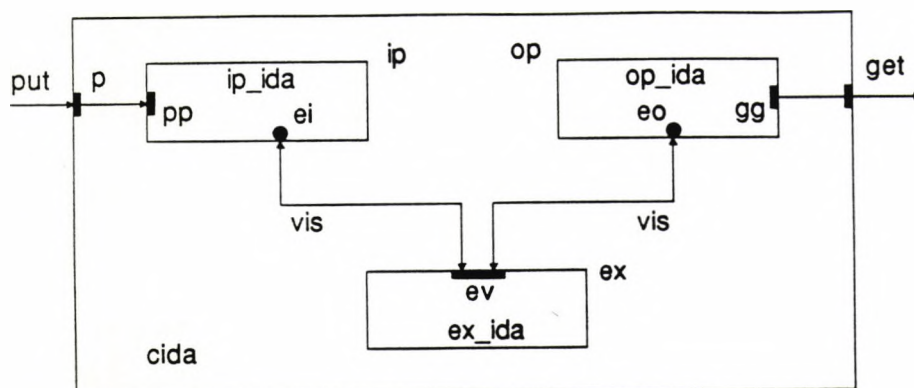 put
p
ip_ida
ip
pp
ei
op
op_ida
eo
gg
get
vis
vis
ev
ex
ex_ida
cida